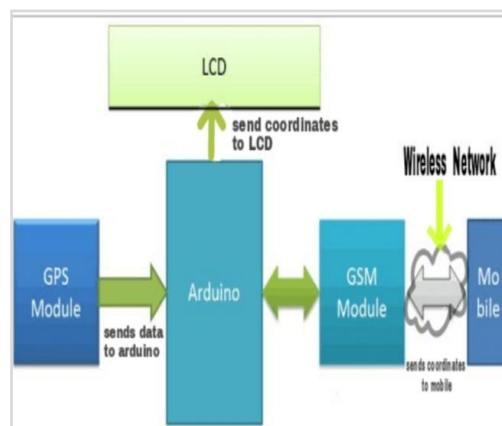 LCD
send coordinates
to LCD
Wireless Network
GPS
Module
sends data
to arduino
Arduino
GSM
Module
Mo
bile
sends coordinates
to mobile